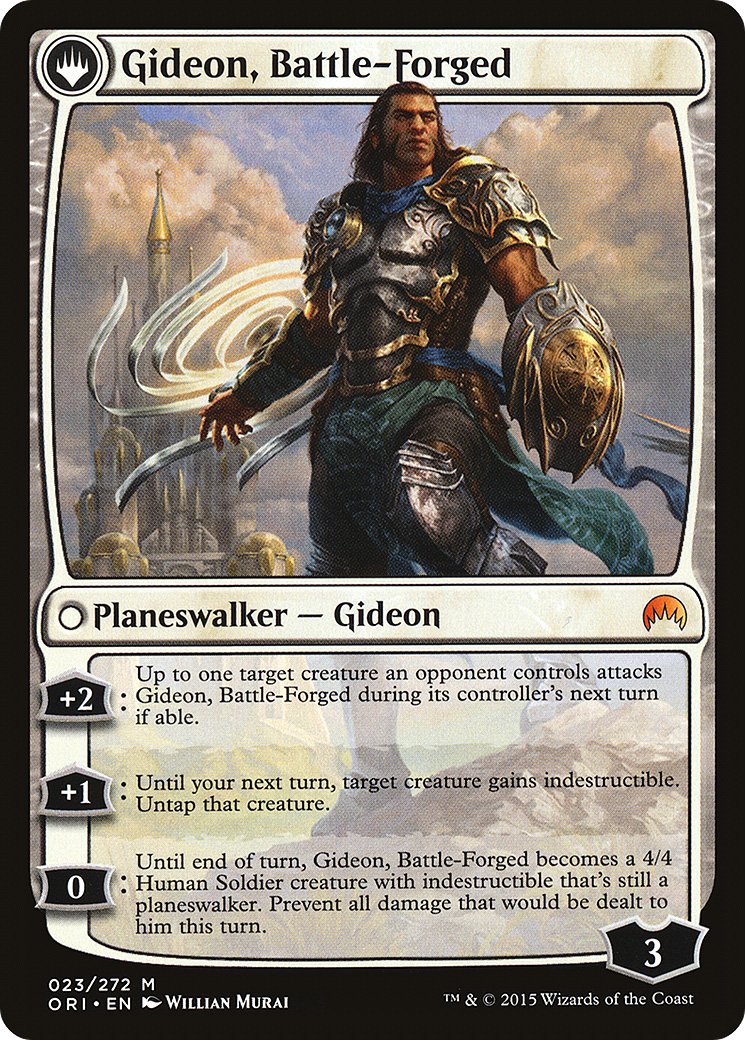 Gideon, Battle–Forged
Planeswalker — Gideon
+2
: Up to one target creature an opponent controls attacks
Gideon, Battle-Forged during its controller's next turn
if able.
+1
: Until your next turn, target creature gains indestructible.
Untap that creature.
0
: Until end of turn, Gideon, Battle-Forged becomes a 4/4
Human Soldier creature with indestructible that's still a
planeswalker. Prevent all damage that would be dealt to
him this turn.
3
023/272 M
ORI • EN Willian Murai
™ & © 2015 Wizards of the Coast